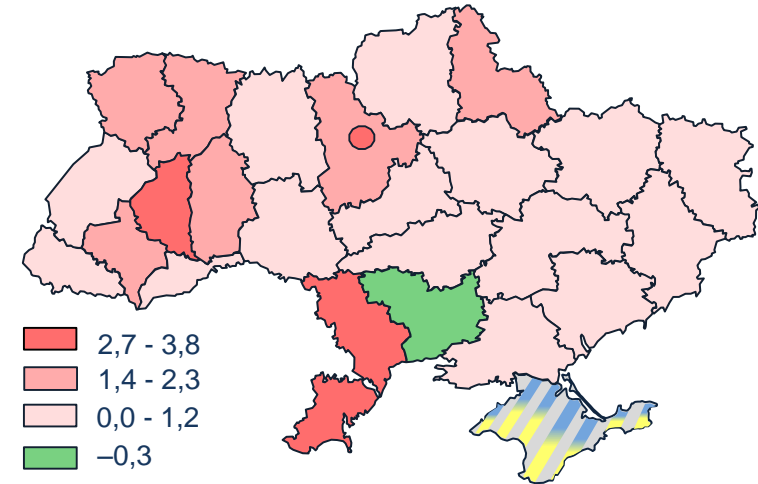 2,7 - 3,8
1,4 - 2,3
0,0 - 1,2
–0,3